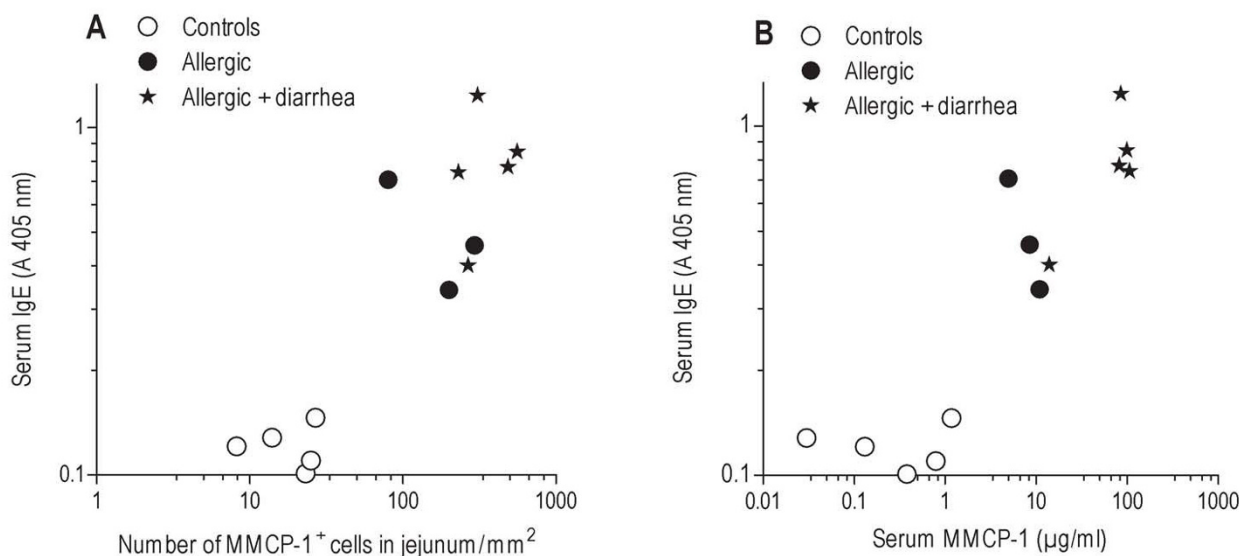 A
Controls
Allergic
Allergic + diarrhea
1
0.1
Serum IgE (A 405 nm)
1
10
100
1000
Number of MMCP-1⁺ cells in jejunum/mm²
B
Controls
Allergic
Allergic + diarrhea
1
0.1
Serum IgE (A 405 nm)
0.01
0.1
1
10
100
1000
Serum MMCP-1 (µg/ml)